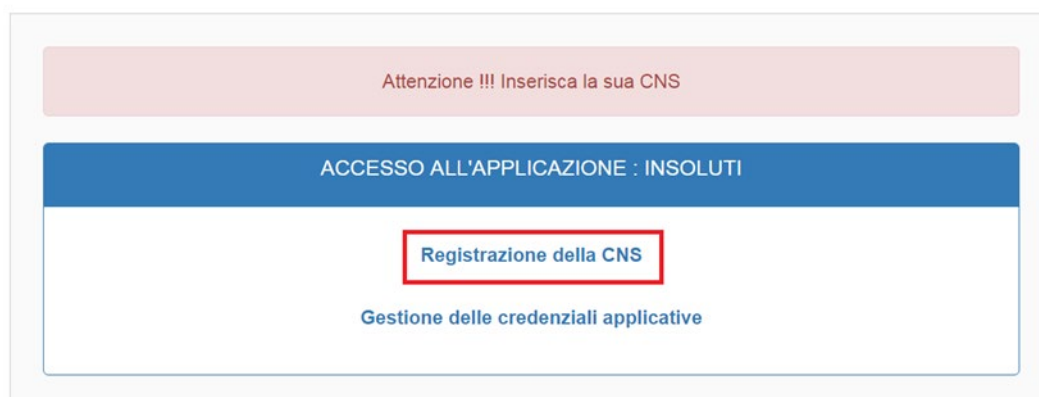 Attenzione !!! Inserisca la sua CNS
ACCESSO ALL'APPLICAZIONE : INSOLUTI
Registrazione della CNS
Gestione delle credenziali applicative